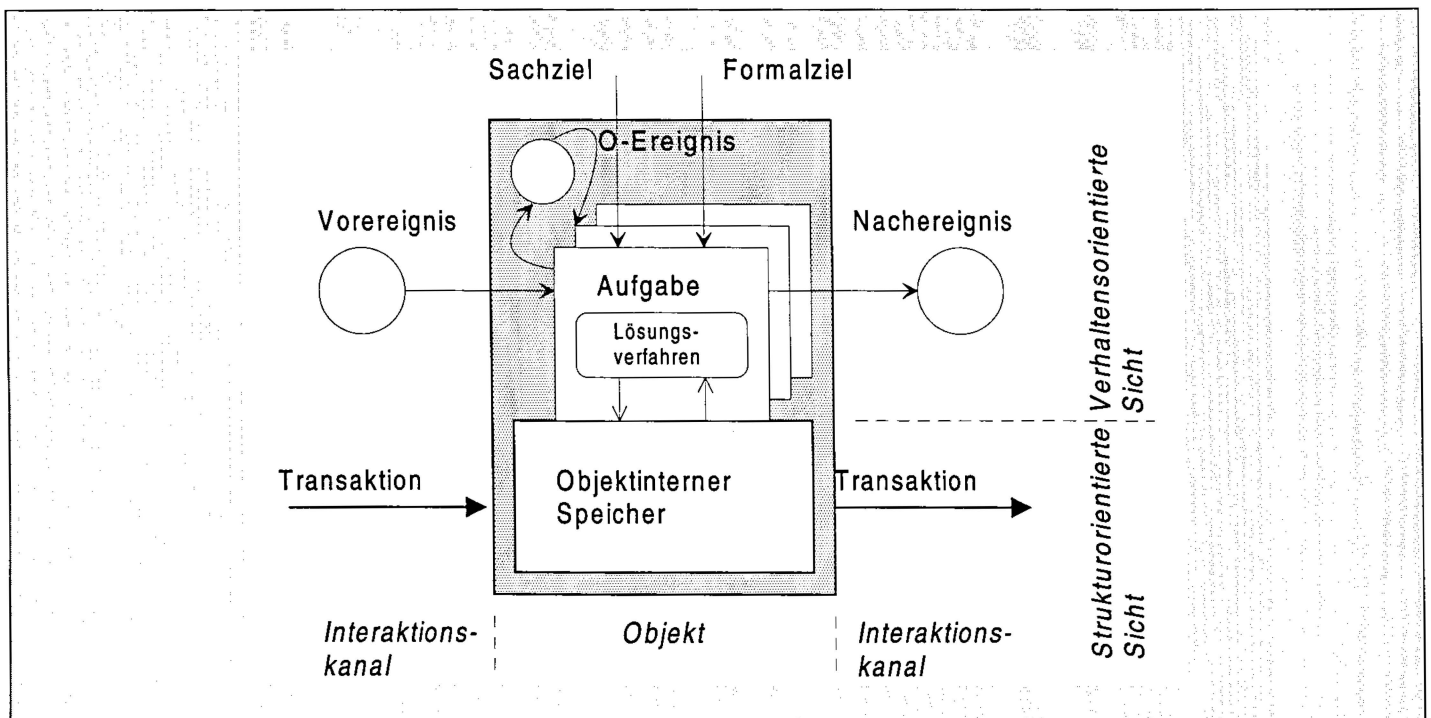 Sachziel
Formalziel
O-Ereignis
Vorereignis
Nachereignis
Aufgabe
Lösungs-
verfahren
Verhaltensorientierte
Sicht
Transaktion
Objektinterner
Speicher
Transaktion
Strukturorientierte
Sicht
Interaktions-
kanal
Objekt
Interaktions-
kanal